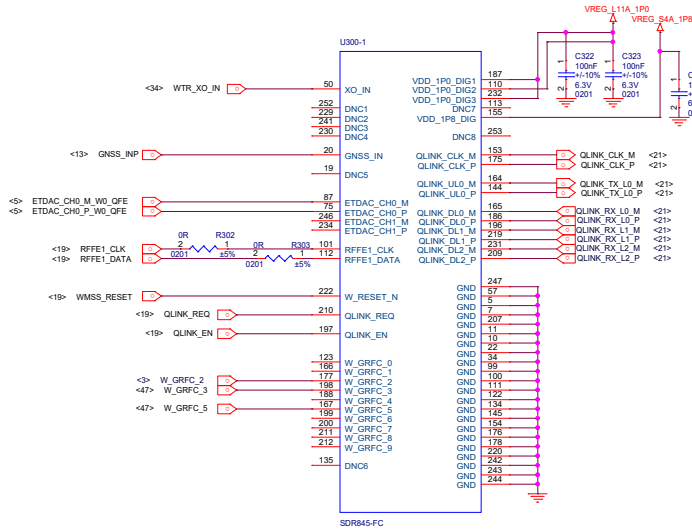 VREG_L11A_1P0
VREG_S4A_1P8
U300-1
C322
100nF
+/-10%
6.3V
0201
1
2
C323
100nF
+/-10%
6.3V
0201
1
2
1
2
<34> WTR_XO_IN 50 XO_IN
252 DNC1
229 DNC2
241 DNC3
230 DNC4
<13> GNSS_INP 20 GNSS_IN
19 DNC5
<5> ETDAC_CH0_M_W0_QFE 87 ETDAC_CH0_M
<5> ETDAC_CH0_P_W0_QFE 75 ETDAC_CH0_P
246 ETDAC_CH1_M
234 ETDAC_CH1_P
0R R302
<19> RFFE1_CLK 2 1 0R R303 101 RFFE1_CLK
<19> RFFE1_DATA 0201 ±5% 2 1 112 RFFE1_DATA
0201 ±5%
<19> WMSS_RESET 222 W_RESET_N
<19> QLINK_REQ 210 QLINK_REQ
<19> QLINK_EN 197 QLINK_EN
123 W_GRFC_0
166 W_GRFC_1
<3> W_GRFC_2 177 W_GRFC_2
<47> W_GRFC_3 198 W_GRFC_3
188 W_GRFC_4
<47> W_GRFC_5 167 W_GRFC_5
199 W_GRFC_6
200 W_GRFC_7
211 W_GRFC_8
212 W_GRFC_9
135 DNC6
VDD_1P0_DIG1 187
VDD_1P0_DIG2 110
VDD_1P0_DIG3 232
DNC7 113
VDD_1P8_DIG 155
DNC8 253
QLINK_CLK_M 153 QLINK_CLK_M <21>
QLINK_CLK_P 175 QLINK_CLK_P <21>
QLINK_UL0_M 164 QLINK_TX_L0_M <21>
QLINK_UL0_P 144 QLINK_TX_L0_P <21>
QLINK_DL0_M 165 QLINK_RX_L0_M <21>
QLINK_DL0_P 186 QLINK_RX_L0_P <21>
QLINK_DL1_M 196 QLINK_RX_L1_M <21>
QLINK_DL1_P 219 QLINK_RX_L1_P <21>
QLINK_DL2_M 231 QLINK_RX_L2_M <21>
QLINK_DL2_P 209 QLINK_RX_L2_P <21>
GND 247
GND 57
GND 5
GND 7
GND 207
GND 11
GND 10
GND 22
GND 34
GND 99
GND 100
GND 111
GND 122
GND 134
GND 145
GND 154
GND 176
GND 178
GND 220
GND 242
GND 243
GND 244
SDR845-FC